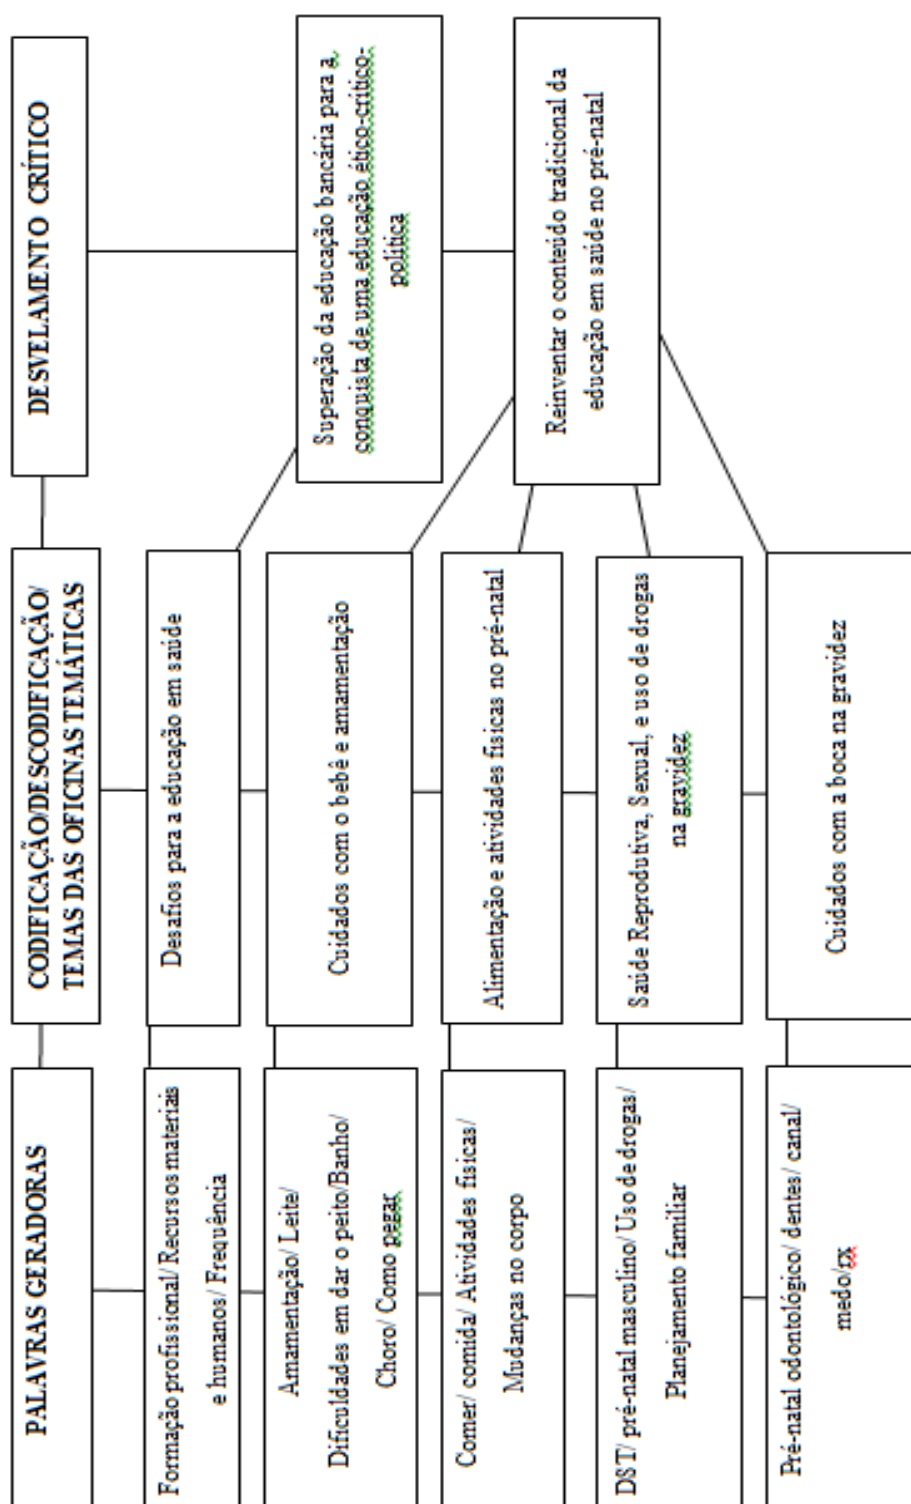 PALAVRAS GERADORAS
CODIFICAÇÃO/DESCODIFICAÇÃO/
TEMAS DAS OFICINAS TEMÁTICAS
DESVELAMENTO CRÍTICO
Formação profissional/ Recursos materiais
e humanos/ Frequência
Desafios para a educação em saúde
Superação da educação bancária para a
conquista de uma educação ético-crítico-
política
Amamentação/ Leite/
Dificuldades em dar o peito/Banho/
Choro/ Como pegar
Cuidados com o bebê e amamentação
Reinventar o conteúdo tradicional da
educação em saúde no pré-natal
Comer/ comida/ Atividades físicas/
Mudanças no corpo
Alimentação e atividades físicas no pré-natal
DST/ pré-natal masculino/ Uso de drogas/
Planejamento familiar
Saúde Reprodutiva, Sexual, e uso de drogas
na gravidez
Pré-natal odontológico/ dentes/ canal/
medo/rx
Cuidados com a boca na gravidez